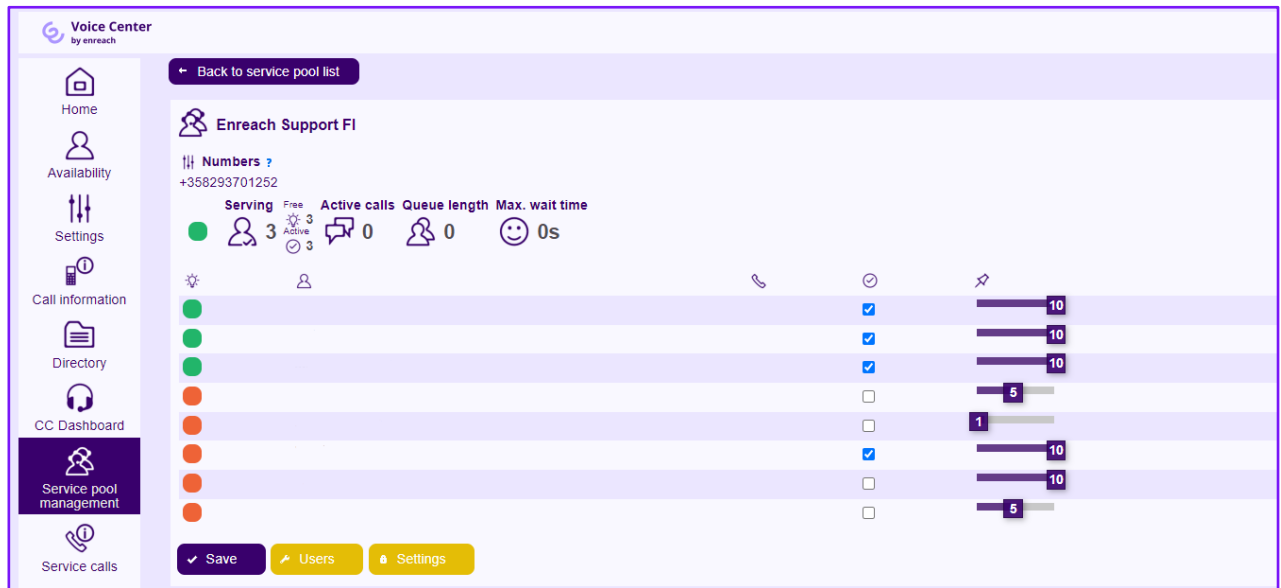 Voice Center
by enreach
Back to service pool list
Home
Enreach Support FI
Availability
Numbers ?
+358293701252
Serving Free Active calls Queue length Max. wait time
3 3 0 0 0s
Active
3
Settings
Call information
10
10
Directory
10
5
CC Dashboard
1
10
Service pool
management
10
5
Service calls
Save Users Settings